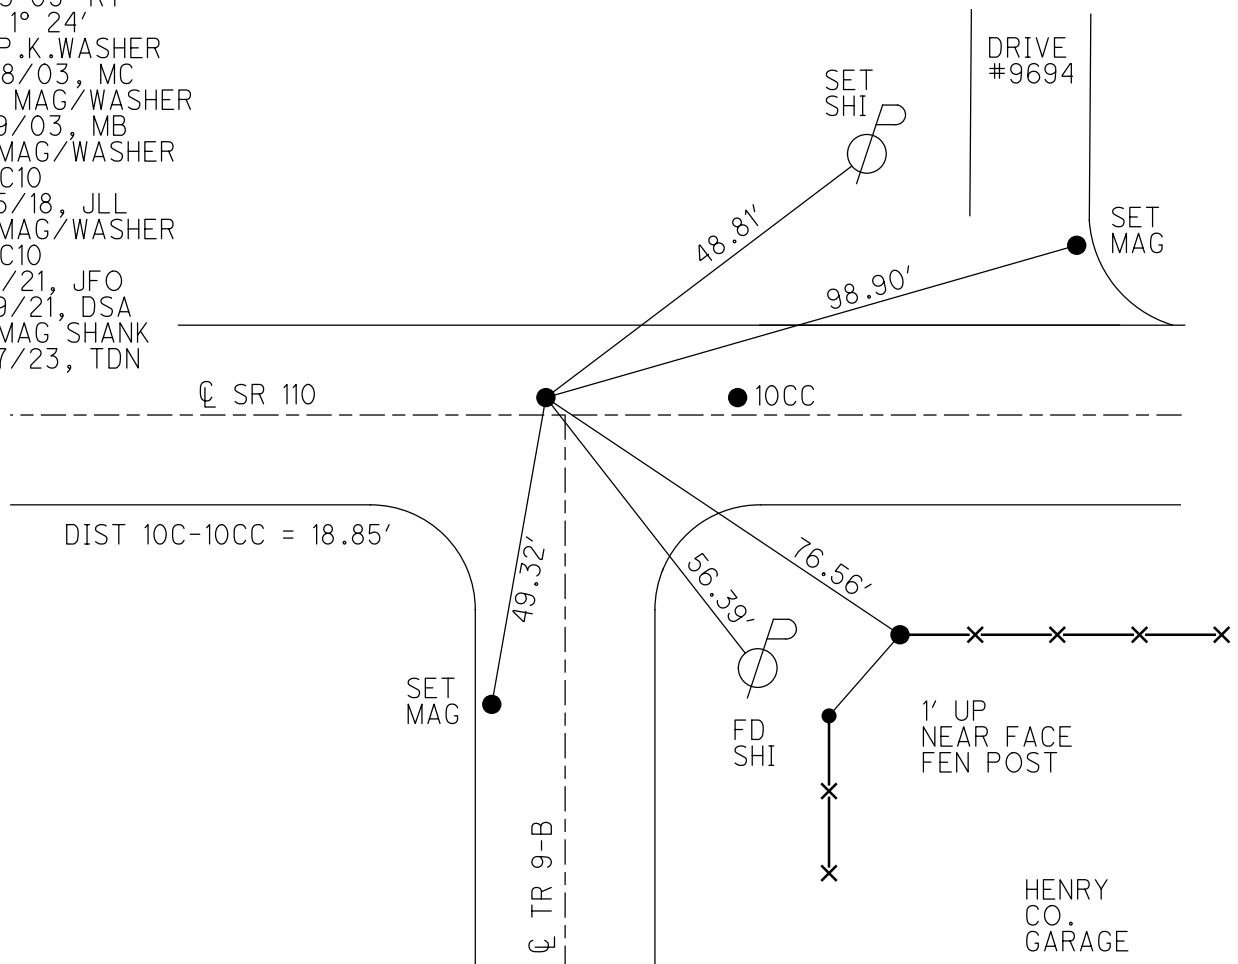 1° 24′
P.K.WASHER
8/03, MC
MAG/WASHER
9/03, MB
MAG/WASHER
C10
5/18, JLL
MAG/WASHER
C10
/21, JFO
9/21, DSA
MAG SHANK
7/23, TDN
SET
SHI
DRIVE
#9694
SET
MAG
48.81′
98.90′
℄ SR 110
10CC
DIST 10C-10CC = 18.85′
49.32′
56.39′
76.56′
SET
MAG
FD
SHI
1′ UP
NEAR FACE
FEN POST
℄ TR 9-B
HENRY
CO.
GARAGE